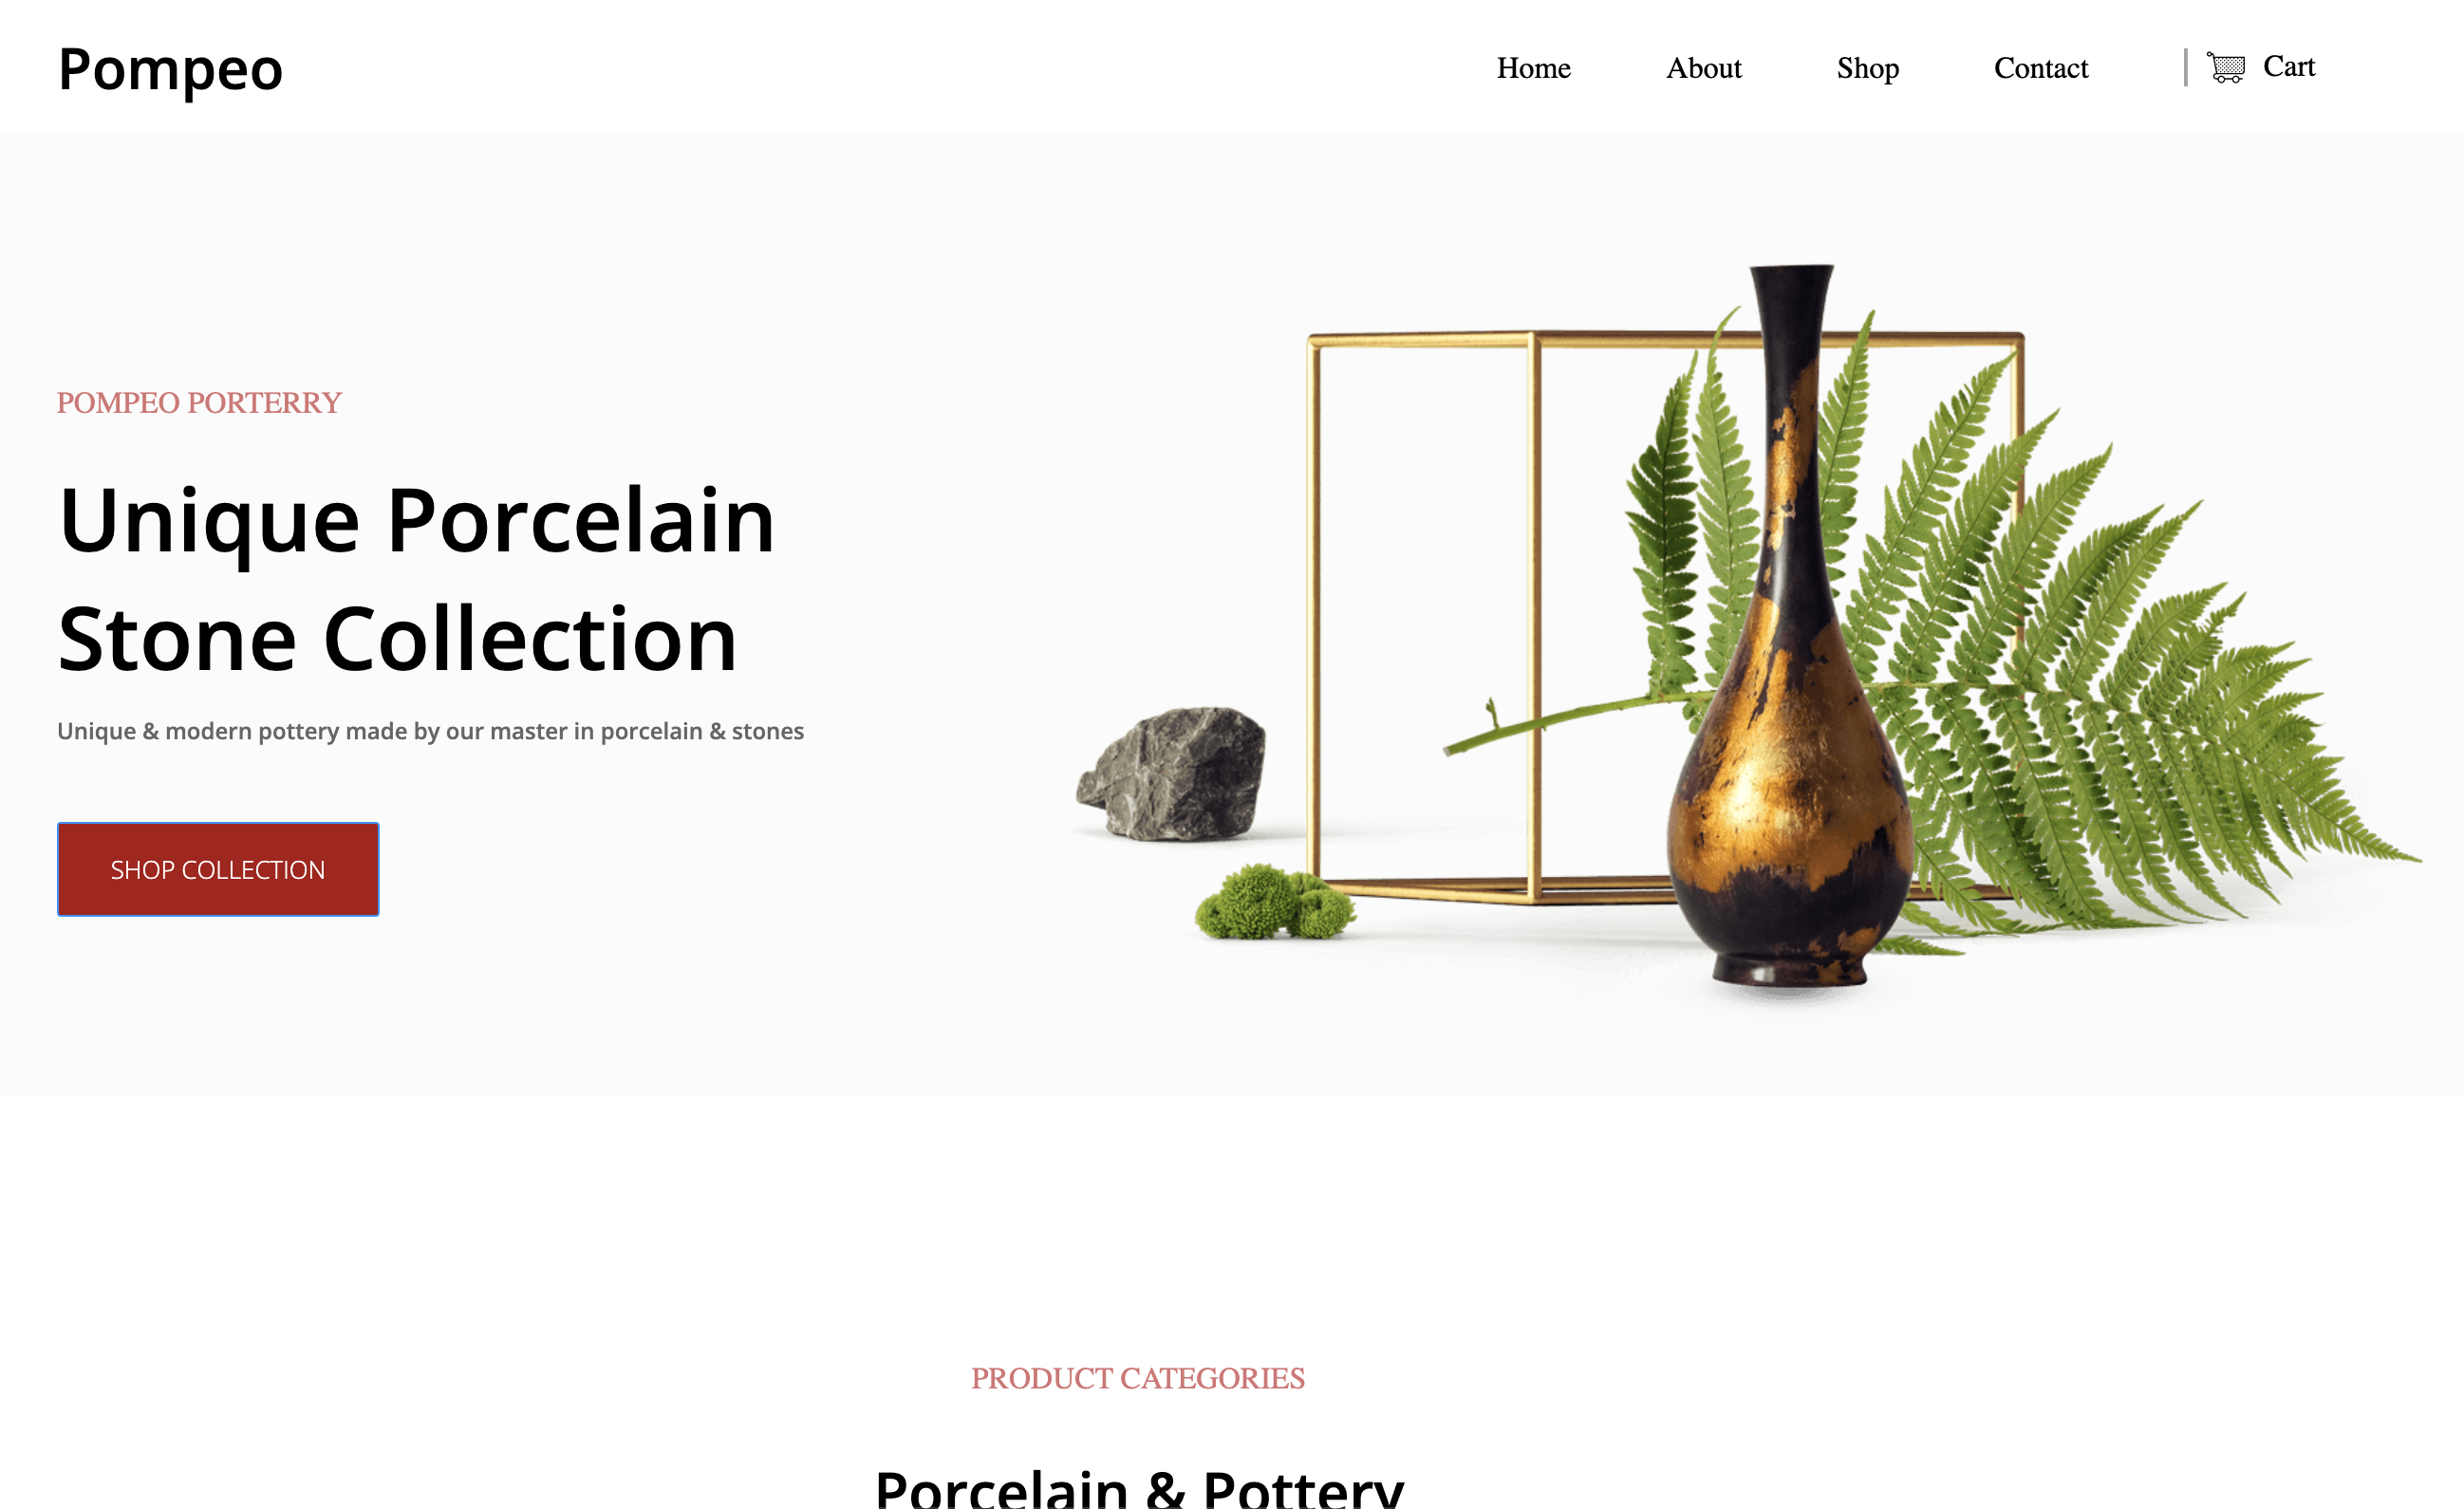 Pompeo
Home About Shop Contact Cart
POMPEO PORTERRY
Unique Porcelain
Stone Collection
Unique & modern pottery made by our master in porcelain & stones
SHOP COLLECTION
PRODUCT CATEGORIES
Porcelain & Pottery